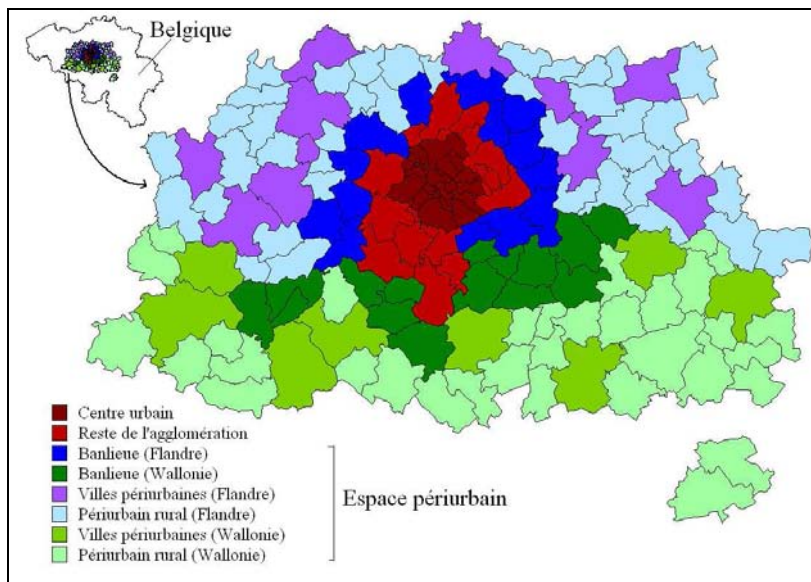 Belgique
Centre urbain
Reste de l'agglomération
Banlieue (Flandre)
Banlieue (Wallonie)
Villes périurbaines (Flandre)
Périurbain rural (Flandre)
Villes périurbaines (Wallonie)
Périurbain rural (Wallonie)
Espace périurbain